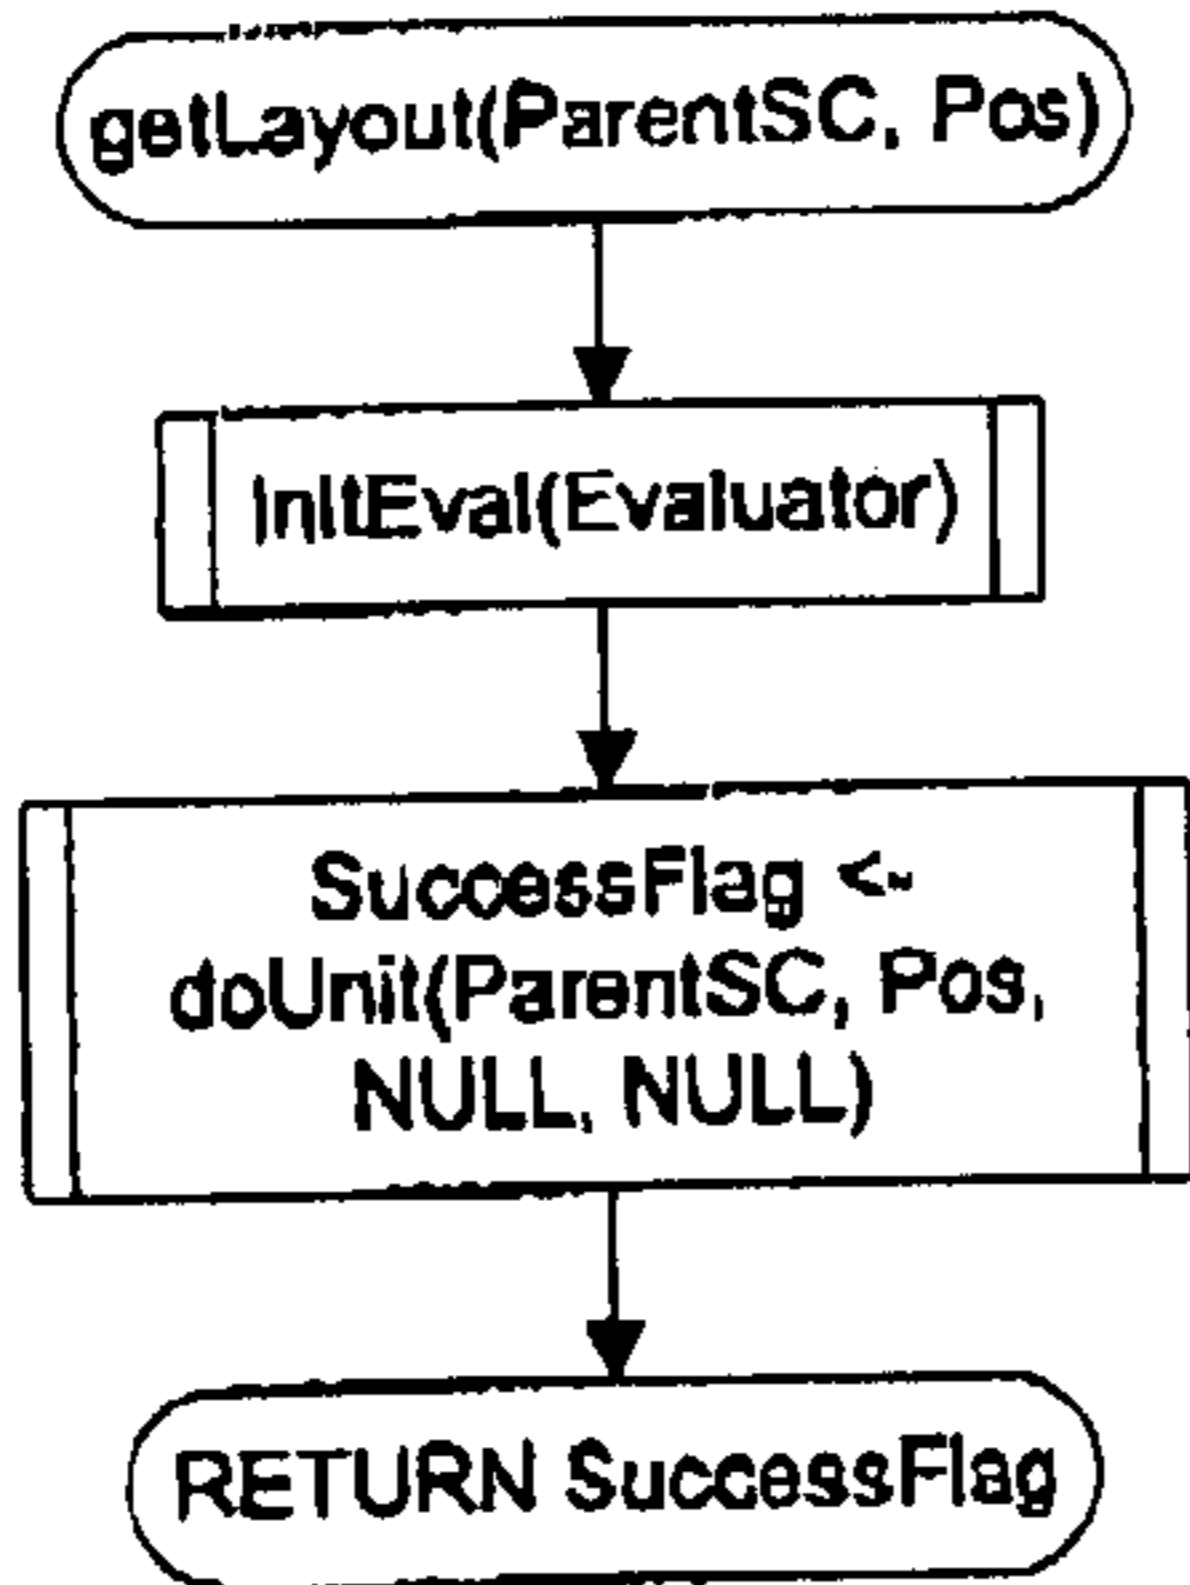 getLayout(ParentSC, Pos)
InitEval(Evaluator)
SuccessFlag <-
doUnit(ParentSC, Pos,
NULL, NULL)
RETURN SuccessFlag